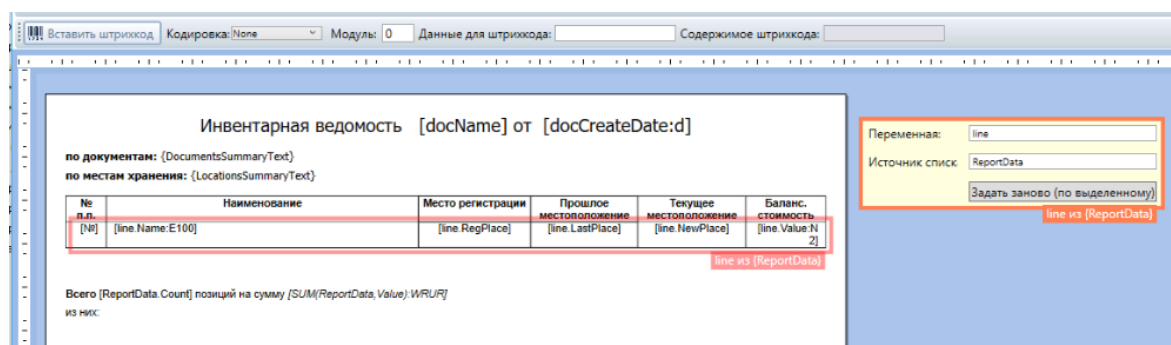 Вставить штрихкод Кодировка: None Модуль: 0 Данные для штрихкода: Содержимое штрихкода:
Инвентарная ведомость [docName] от [docCreateDate:d]
по документам: {DocumentsSummaryText}
по местам хранения: {LocationsSummaryText}
№ п.п. Наименование Место регистрации Прошлое местоположение Текущее местоположение Баланс. стоимость
[№] [line.Name:E100] [line.RegPlace] [line.LastPlace] [line.NewPlace] [line.Value:N2]
line из {ReportData}
Всего [ReportData.Count] позиций на сумму [SUM(ReportData,Value):WRUR]
из них:
Переменная: line
Источник списк ReportData
Задать заново (по выделенному)
line из {ReportData}